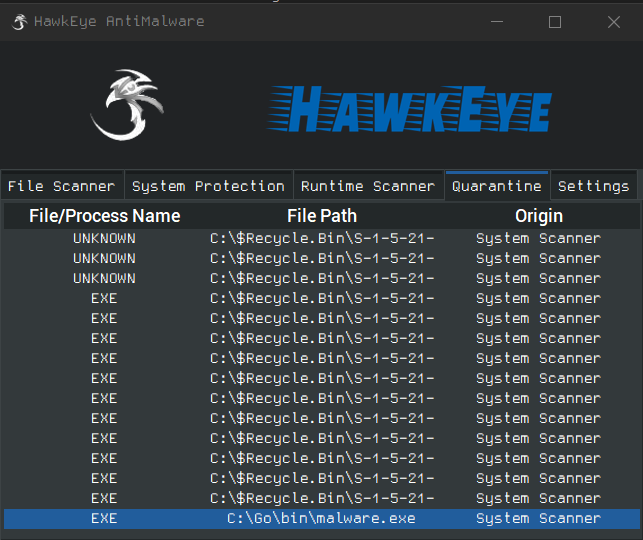 HawkEye AntiMalware
HawkEye
File Scanner System Protection Runtime Scanner Quarantine Settings
File/Process Name File Path Origin
UNKNOWN C:\$Recycle.Bin\S-1-5-21- System Scanner
UNKNOWN C:\$Recycle.Bin\S-1-5-21- System Scanner
UNKNOWN C:\$Recycle.Bin\S-1-5-21- System Scanner
EXE C:\$Recycle.Bin\S-1-5-21- System Scanner
EXE C:\$Recycle.Bin\S-1-5-21- System Scanner
EXE C:\$Recycle.Bin\S-1-5-21- System Scanner
EXE C:\$Recycle.Bin\S-1-5-21- System Scanner
EXE C:\$Recycle.Bin\S-1-5-21- System Scanner
EXE C:\$Recycle.Bin\S-1-5-21- System Scanner
EXE C:\$Recycle.Bin\S-1-5-21- System Scanner
EXE C:\$Recycle.Bin\S-1-5-21- System Scanner
EXE C:\$Recycle.Bin\S-1-5-21- System Scanner
EXE C:\$Recycle.Bin\S-1-5-21- System Scanner
EXE C:\$Recycle.Bin\S-1-5-21- System Scanner
EXE C:\Go\bin\malware.exe System Scanner